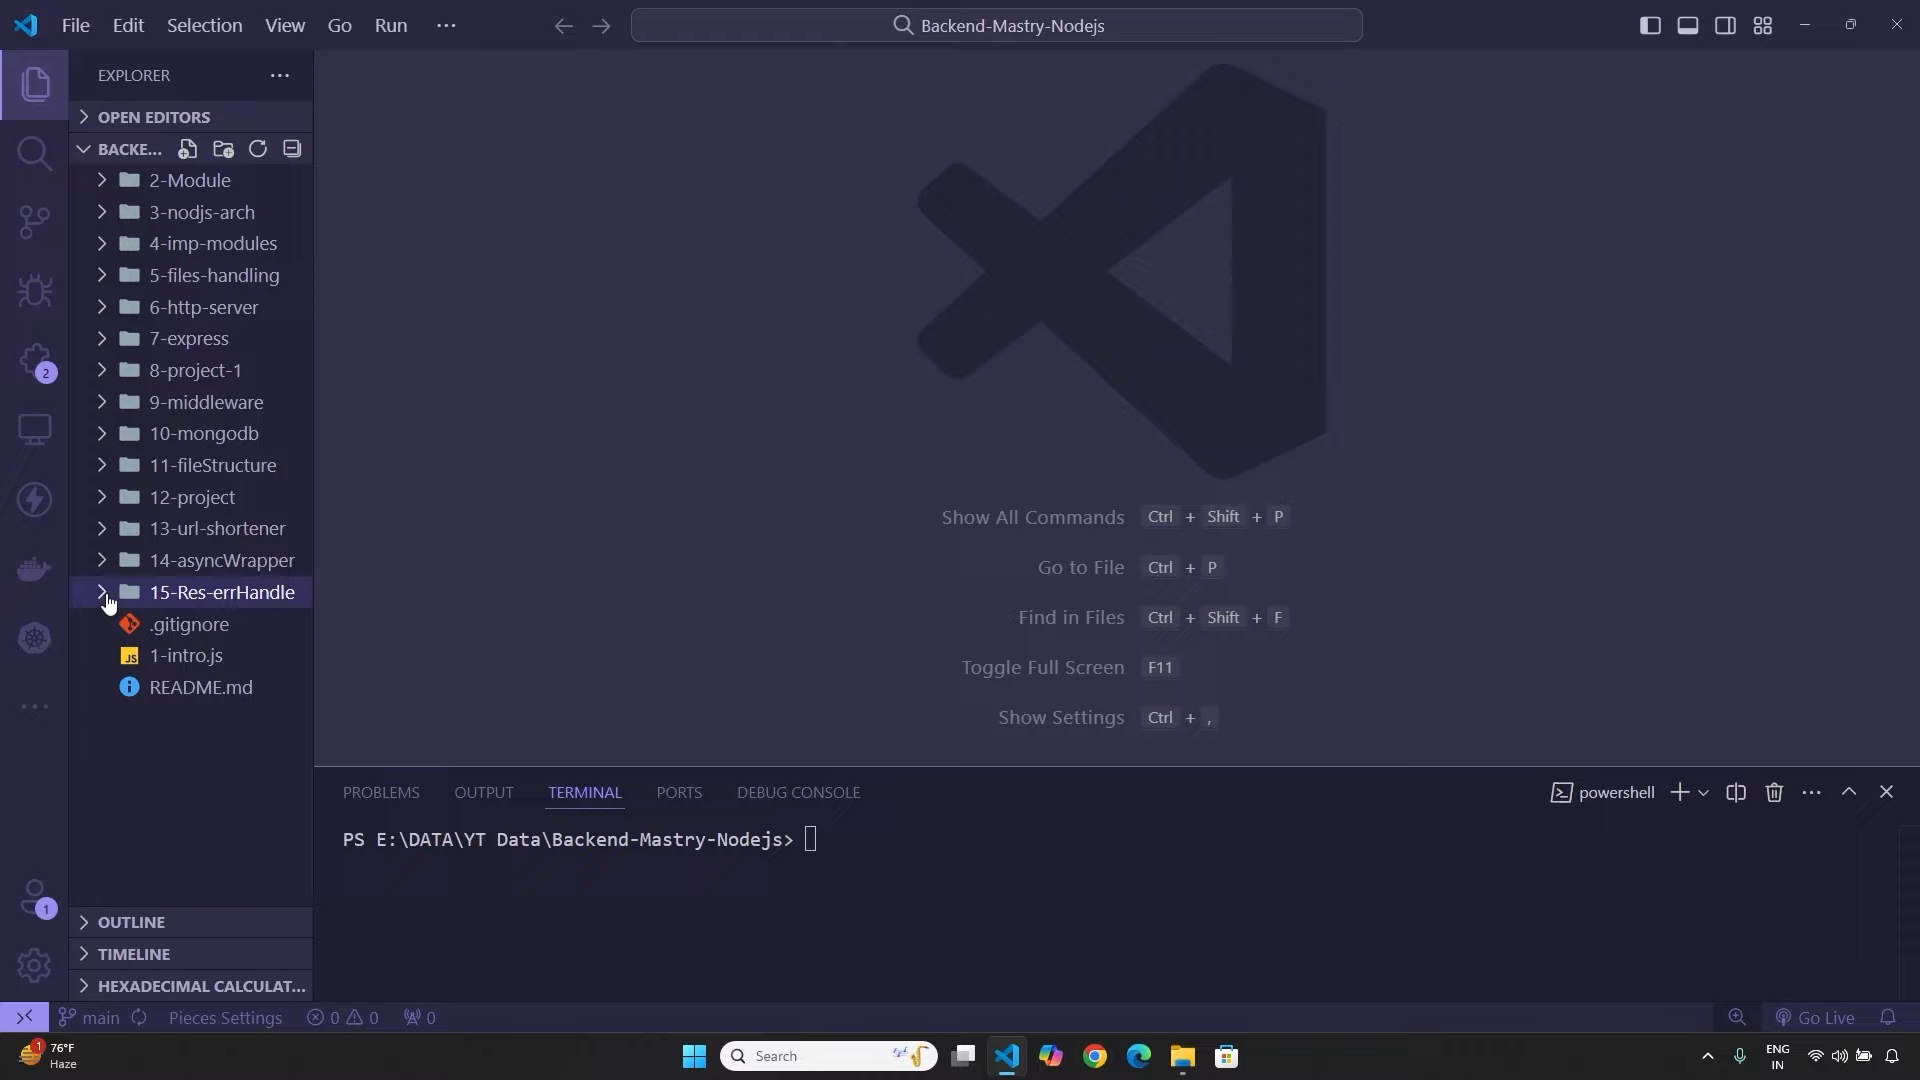 File Edit Selection View Go Run ···
Backend-Mastry-Nodejs
EXPLORER
OPEN EDITORS
BACKE...
2-Module
3-nodjs-arch
4-imp-modules
5-files-handling
6-http-server
7-express
8-project-1
9-middleware
10-mongodb
11-fileStructure
12-project
13-url-shortener
14-asyncWrapper
15-Res-errHandle
.gitignore
JS 1-intro.js
README.md
2
1
OUTLINE
TIMELINE
HEXADECIMAL CALCULAT...
Show All Commands Ctrl + Shift + P
Go to File Ctrl + P
Find in Files Ctrl + Shift + F
Toggle Full Screen F11
Show Settings Ctrl + ,
PROBLEMS OUTPUT TERMINAL PORTS DEBUG CONSOLE
powershell
PS E:\DATA\YT Data\Backend-Mastry-Nodejs>
main Pieces Settings 0 0 0
Go Live
1 76°F
Haze
Search
ENG
IN